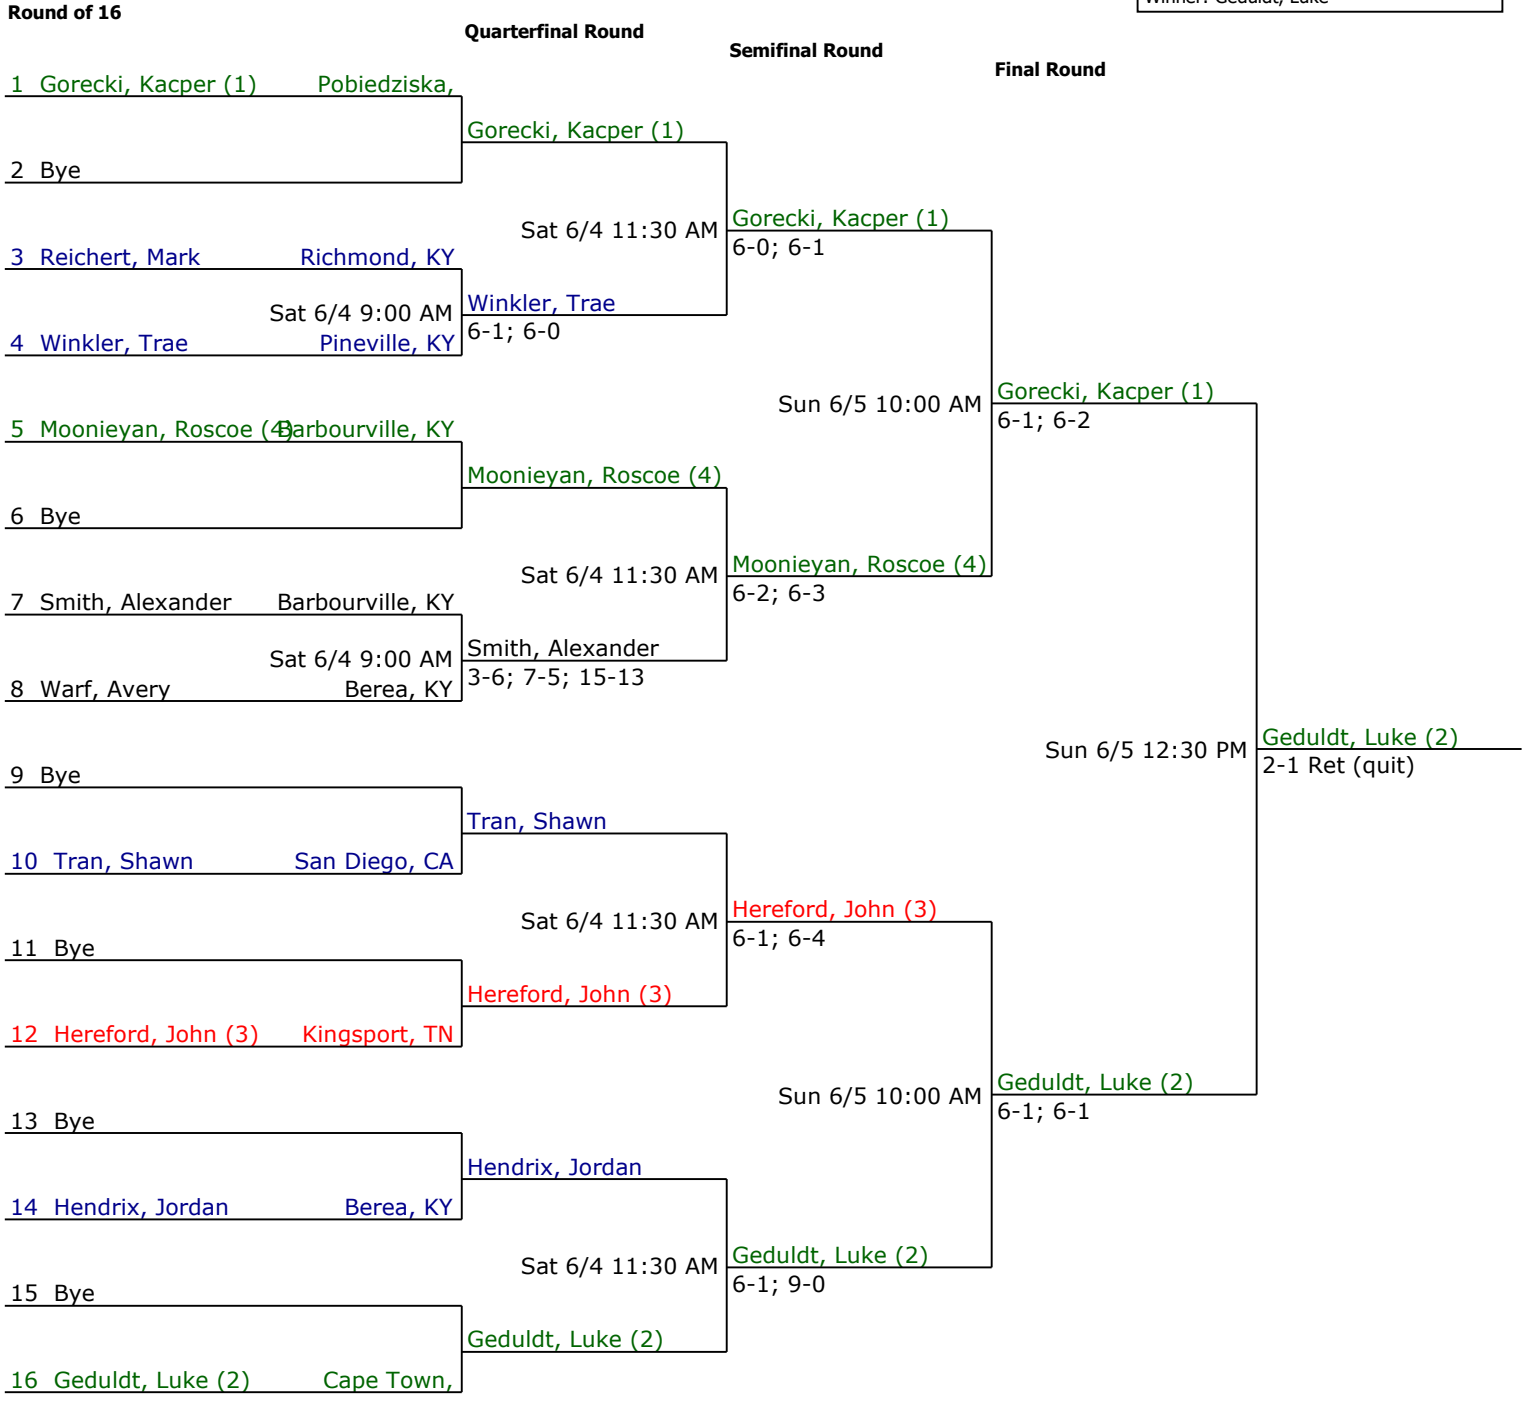 Winner: Geduldt, Luke
Round of 16
Quarterfinal Round
Semifinal Round
Final Round
1 Gorecki, Kacper (1) Pobiedziska,
Gorecki, Kacper (1)
2 Bye
Sat 6/4 11:30 AM
Gorecki, Kacper (1)
6-0; 6-1
3 Reichert, Mark Richmond, KY
Sat 6/4 9:00 AM
Winkler, Trae
6-1; 6-0
4 Winkler, Trae Pineville, KY
Sun 6/5 10:00 AM
Gorecki, Kacper (1)
6-1; 6-2
5 Moonieyan, Roscoe (4) Barbourville, KY
Moonieyan, Roscoe (4)
6 Bye
Sat 6/4 11:30 AM
Moonieyan, Roscoe (4)
6-2; 6-3
7 Smith, Alexander Barbourville, KY
Sat 6/4 9:00 AM
Smith, Alexander
3-6; 7-5; 15-13
8 Warf, Avery Berea, KY
Sun 6/5 12:30 PM
Geduldt, Luke (2)
2-1 Ret (quit)
9 Bye
Tran, Shawn
10 Tran, Shawn San Diego, CA
Sat 6/4 11:30 AM
Hereford, John (3)
6-1; 6-4
11 Bye
Hereford, John (3)
12 Hereford, John (3) Kingsport, TN
Sun 6/5 10:00 AM
Geduldt, Luke (2)
6-1; 6-1
13 Bye
Hendrix, Jordan
14 Hendrix, Jordan Berea, KY
Sat 6/4 11:30 AM
Geduldt, Luke (2)
6-1; 9-0
15 Bye
Geduldt, Luke (2)
16 Geduldt, Luke (2) Cape Town,